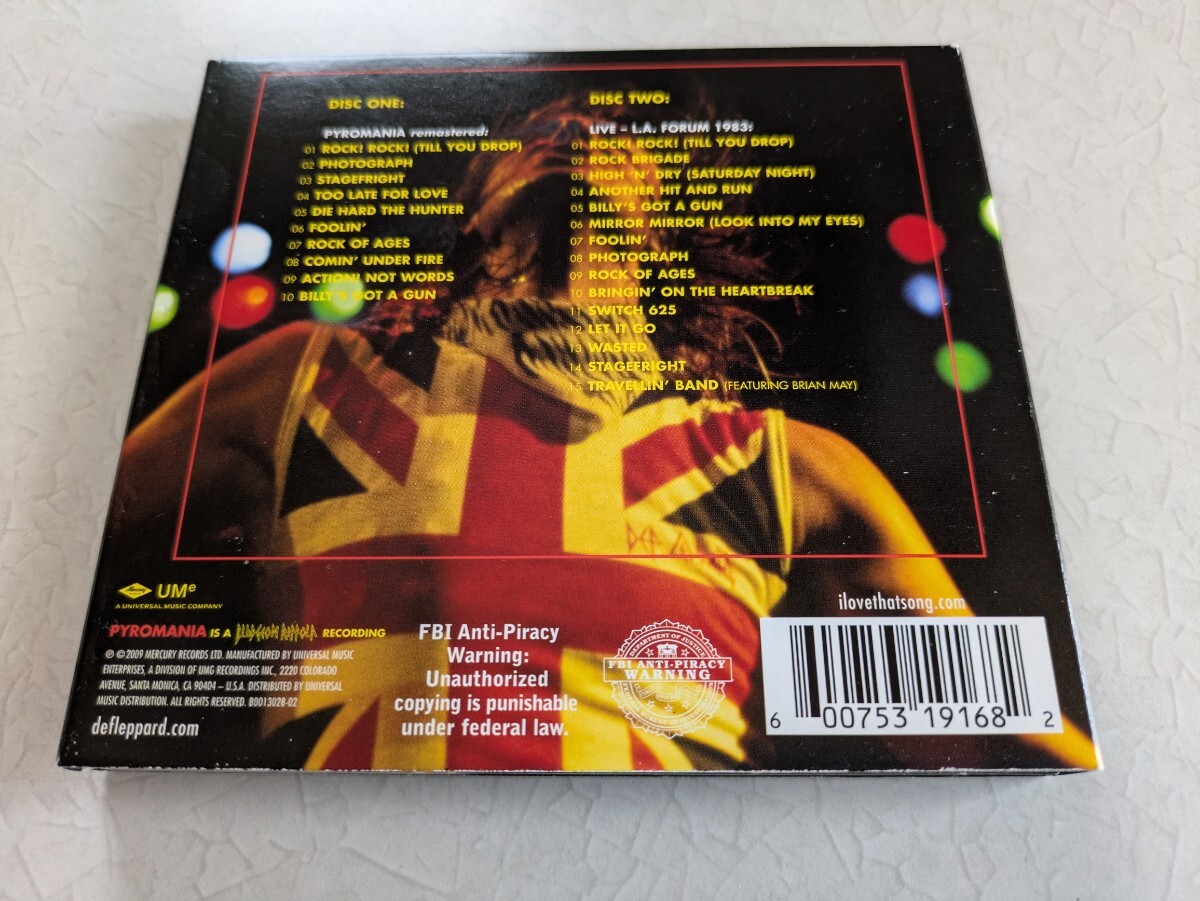 DISC ONE:
PYROMANIA remastered:
01 ROCK! ROCK! (TILL YOU DROP)
02 PHOTOGRAPH
03 STAGEFRIGHT
04 TOO LATE FOR LOVE
05 DIE HARD THE HUNTER
06 FOOLIN'
07 ROCK OF AGES
08 COMIN' UNDER FIRE
09 ACTION! NOT WORDS
10 BILLY'S GOT A GUN
DISC TWO:
LIVE – L.A. FORUM 1983:
01 ROCK! ROCK! (TILL YOU DROP)
02 ROCK BRIGADE
03 HIGH 'N' DRY (SATURDAY NIGHT)
04 ANOTHER HIT AND RUN
05 BILLY'S GOT A GUN
06 MIRROR MIRROR (LOOK INTO MY EYES)
07 FOOLIN'
08 PHOTOGRAPH
09 ROCK OF AGES
10 BRINGIN' ON THE HEARTBREAK
11 SWITCH 625
12 LET IT GO
13 WASTED
14 STAGEFRIGHT
15 TRAVELLIN' BAND (FEATURING BRIAN MAY)
DEF
UMe
A UNIVERSAL MUSIC COMPANY
PYROMANIA IS A BLUDGEON RIFFOLA RECORDING
℗ © 2009 MERCURY RECORDS LTD. MANUFACTURED BY UNIVERSAL MUSIC
ENTERPRISES, A DIVISION OF UMG RECORDINGS INC., 2220 COLORADO
AVENUE, SANTA MONICA, CA 90404 – U.S.A. DISTRIBUTED BY UNIVERSAL
MUSIC DISTRIBUTION. ALL RIGHTS RESERVED. B0013028-02
defleppard.com
FBI Anti-Piracy
Warning:
Unauthorized
copying is punishable
under federal law.
DEPARTMENT OF JUSTICE
FBI ANTI-PIRACY
WARNING
ilovethatsong.com
6 00753 19168 2